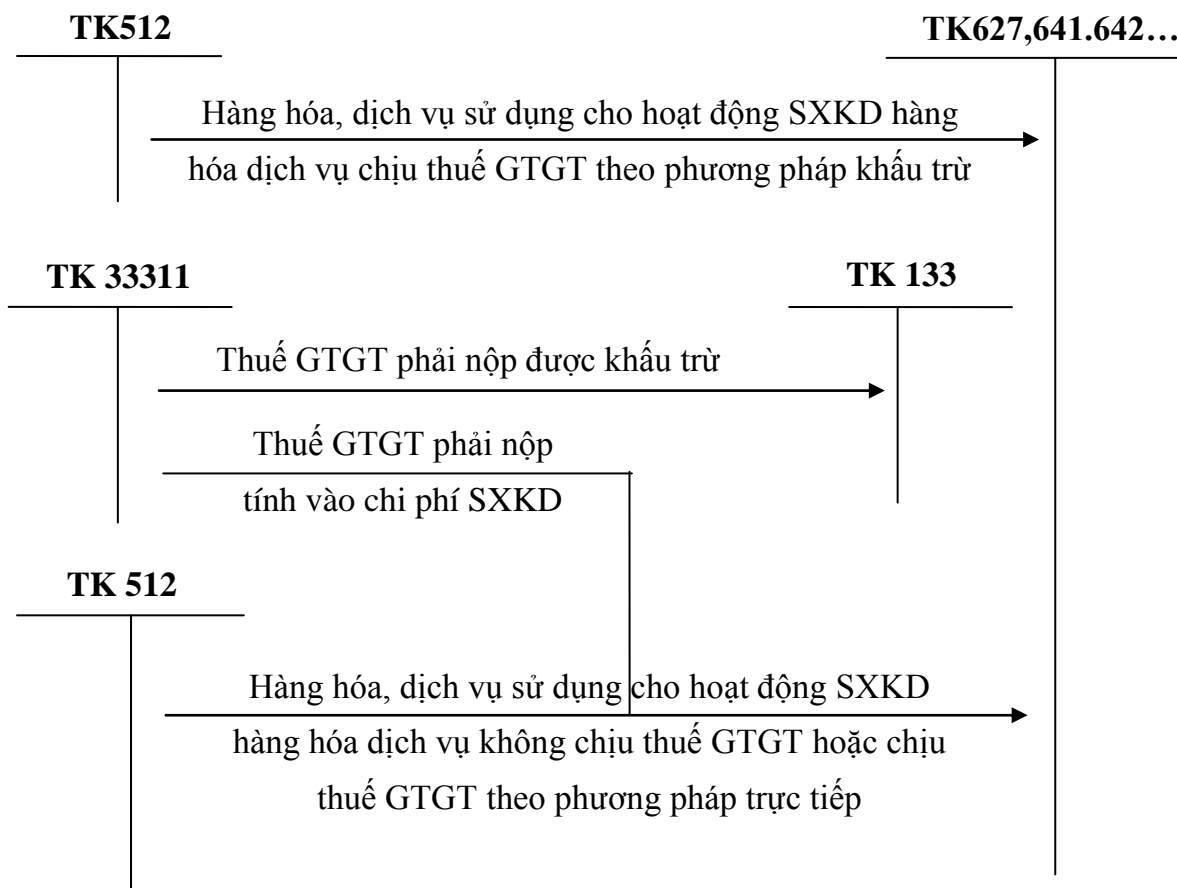 TK512
TK627,641.642…
Hàng hóa, dịch vụ sử dụng cho hoạt động SXKD hàng
hóa dịch vụ chịu thuế GTGT theo phương pháp khấu trừ
TK 33311
TK 133
Thuế GTGT phải nộp được khấu trừ
Thuế GTGT phải nộp
tính vào chi phí SXKD
TK 512
Hàng hóa, dịch vụ sử dụng cho hoạt động SXKD
hàng hóa dịch vụ không chịu thuế GTGT hoặc chịu
thuế GTGT theo phương pháp trực tiếp